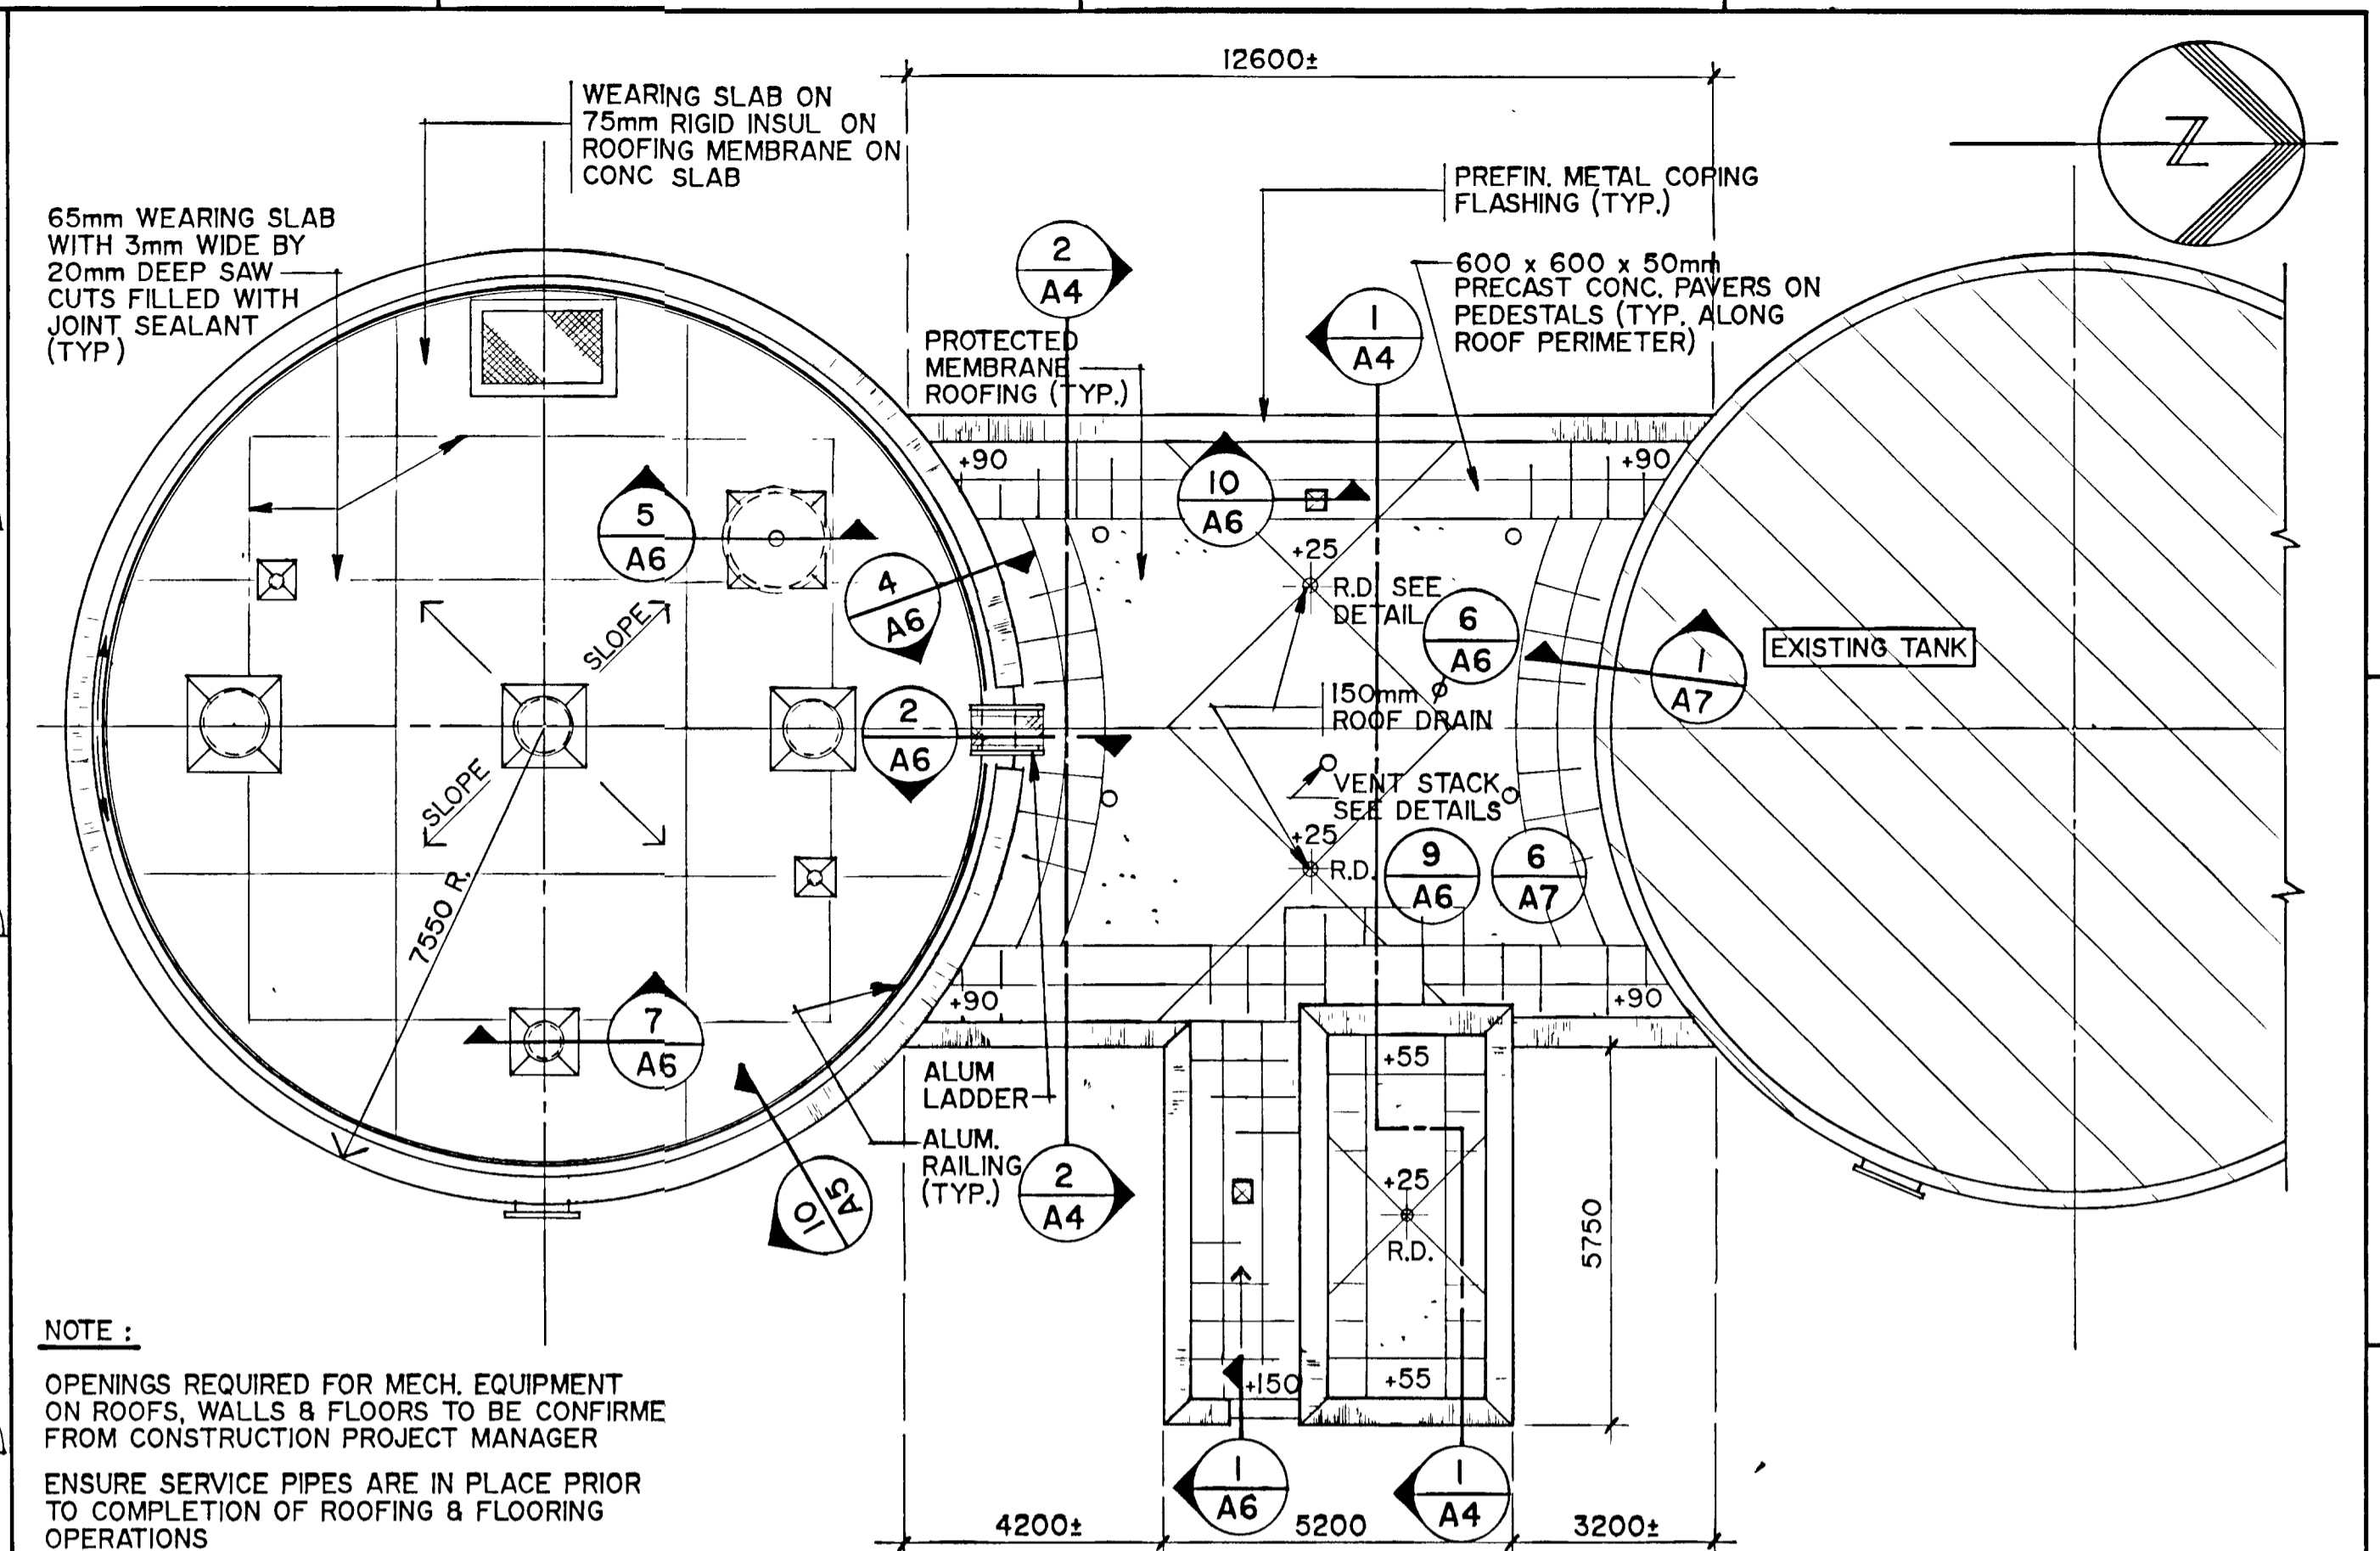 12600±
WEARING SLAB ON
75mm RIGID INSUL ON
ROOFING MEMBRANE ON
CONC SLAB
65mm WEARING SLAB
WITH 3mm WIDE BY
20mm DEEP SAW
CUTS FILLED WITH
JOINT SEALANT
(TYP)
PREFIN. METAL COPING
FLASHING (TYP.)
Z
2
A4
1
A4
600 x 600 x 50mm
PRECAST CONC. PAVERS ON
PEDESTALS (TYP. ALONG
ROOF PERIMETER)
PROTECTED
MEMBRANE
ROOFING (TYP.)
+90
+90
10
A6
5
A6
4
A6
+25
R.D. SEE
DETAIL
6
A6
1
A7
EXISTING TANK
SLOPE
2
A6
150mm
ROOF DRAIN
SLOPE
VENT STACK
SEE DETAILS
+25
R.D.
9
A6
6
A7
7550 R.
+90
+90
7
A6
+55
ALUM
LADDER
ALUM.
RAILING
(TYP.)
2
A4
10
A5
+25
R.D.
5750
+150
+55
NOTE :
OPENINGS REQUIRED FOR MECH. EQUIPMENT
ON ROOFS, WALLS & FLOORS TO BE CONFIRME
FROM CONSTRUCTION PROJECT MANAGER
ENSURE SERVICE PIPES ARE IN PLACE PRIOR
TO COMPLETION OF ROOFING & FLOORING
OPERATIONS
1
A6
1
A4
4200±
5200
3200±